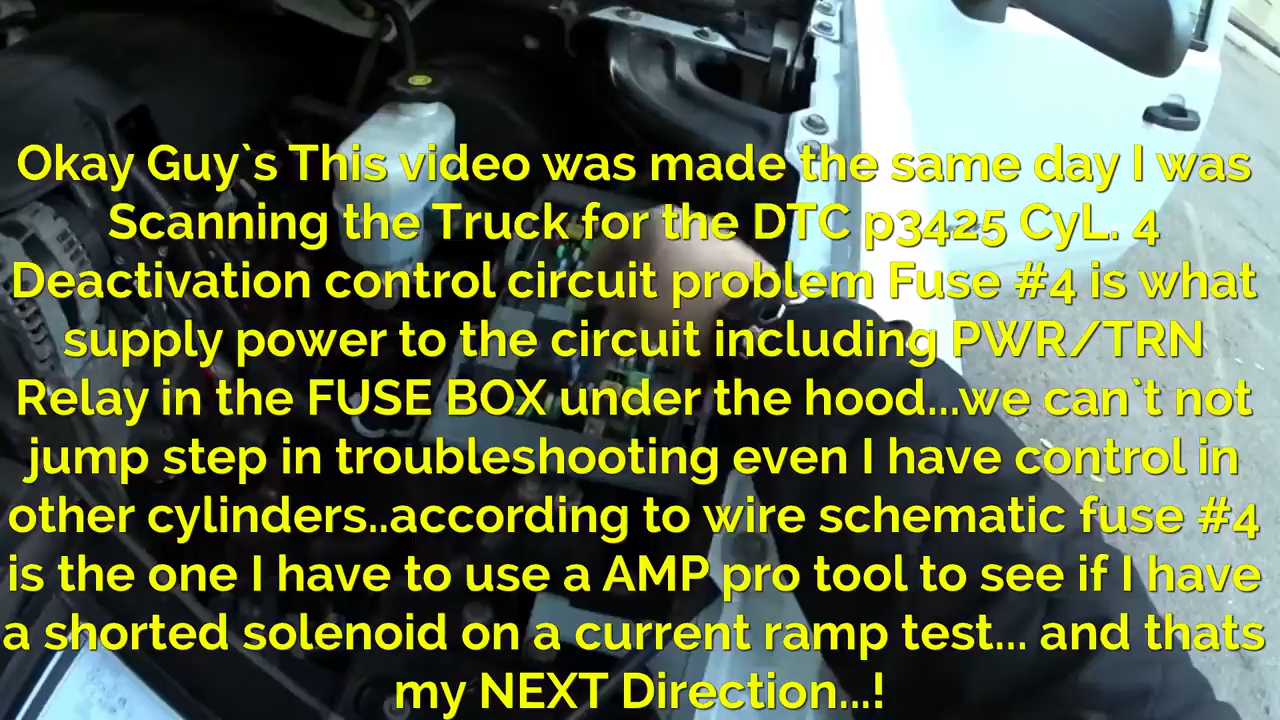 Okay Guy`s This video was made the same day I was
Scanning the Truck for the DTC p3425 CyL. 4
Deactivation control circuit problem Fuse #4 is what
supply power to the circuit including PWR/TRN
Relay in the FUSE BOX under the hood...we can`t not
jump step in troubleshooting even I have control in
other cylinders..according to wire schematic fuse #4
is the one I have to use a AMP pro tool to see if I have
a shorted solenoid on a current ramp test... and thats
my NEXT Direction...!